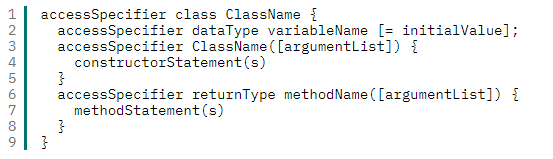 1 accessSpecifier class ClassName {
2   accessSpecifier dataType variableName [= initialValue];
3   accessSpecifier ClassName([argumentList]) {
4     constructorStatement(s)
5   }
6   accessSpecifier returnType methodName([argumentList]) {
7     methodStatement(s)
8   }
9 }